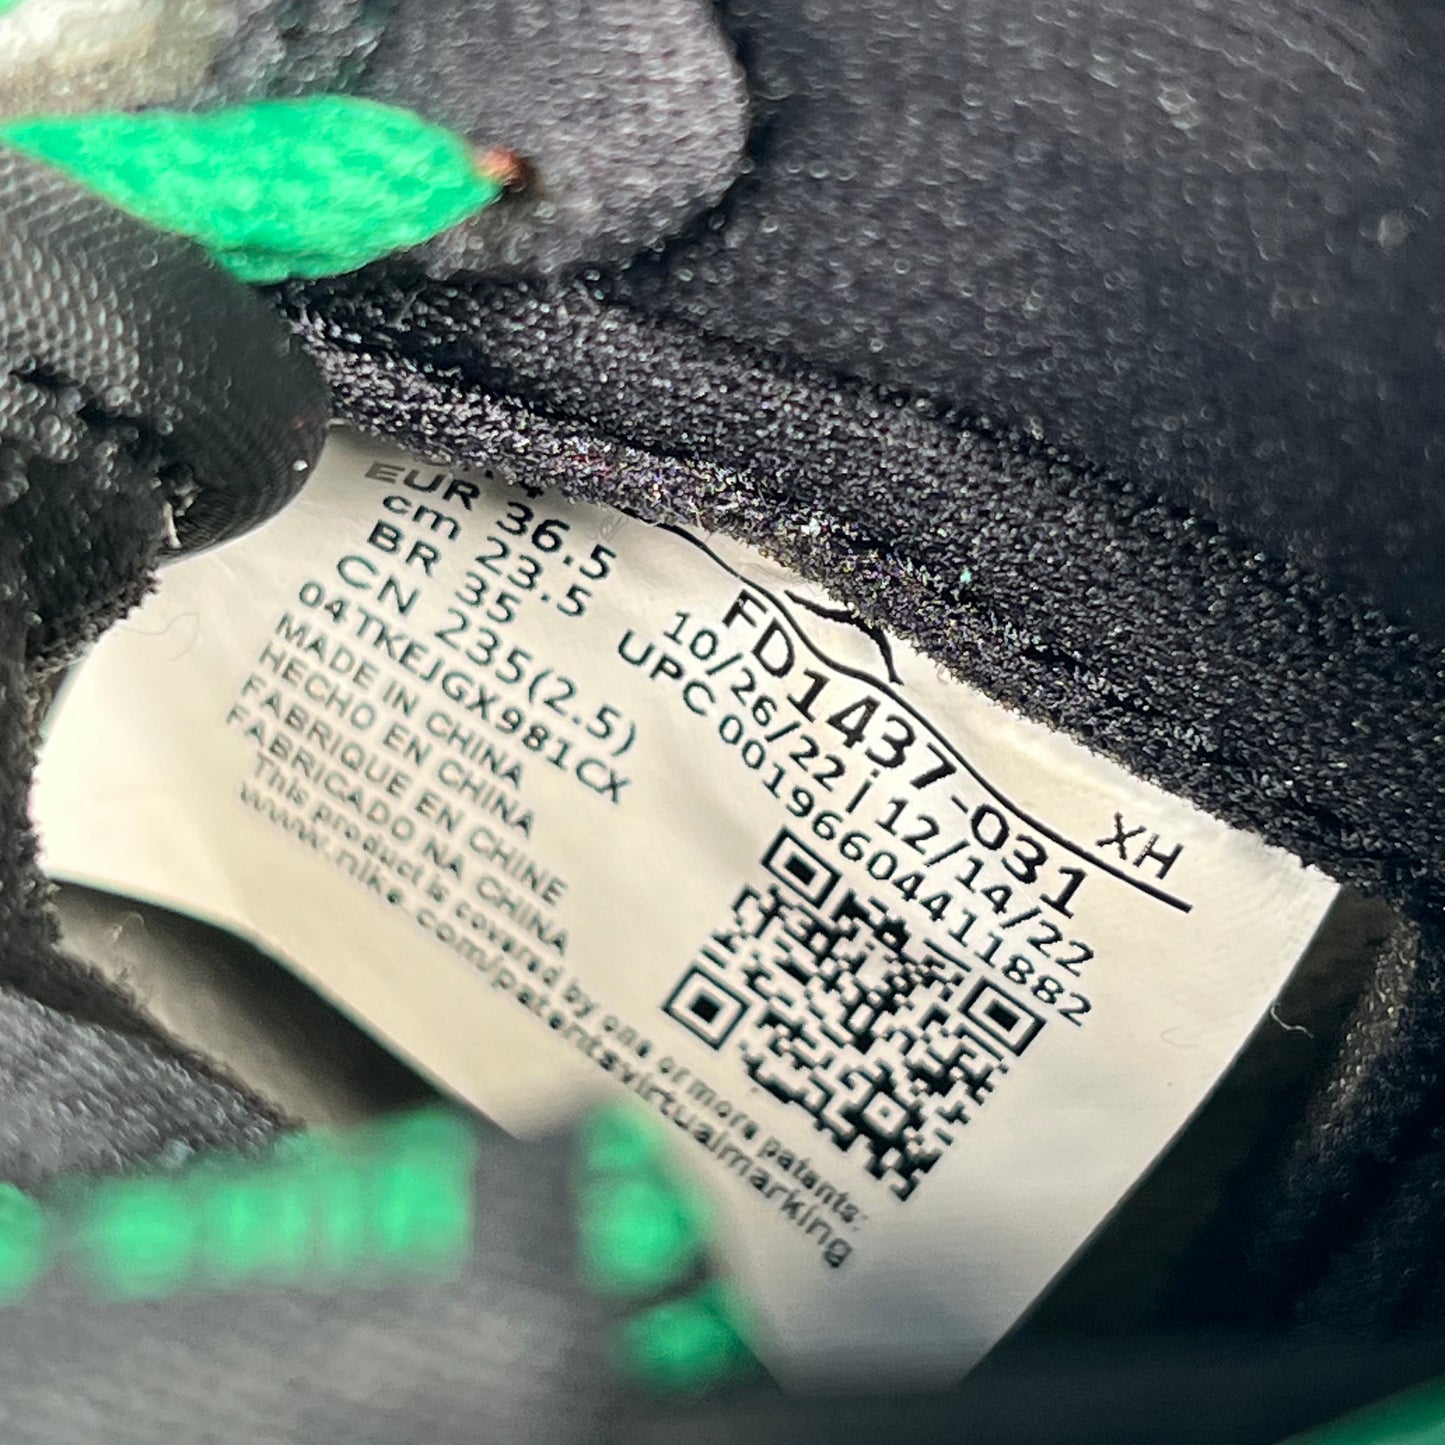 EUR 36.5
cm 23.5
BR 35
CN 235(2.5)
04TKEJGX981CX
MADE IN CHINA
HECHO EN CHINA
FABRIQUE EN CHINE
FABRICADO NA CHINA
This product is covered by one or more patents:
www.nike.com/patentsvirtualmarking
XH
FD1437-031
10/26/22 | 12/14/22
UPC 00196604411882